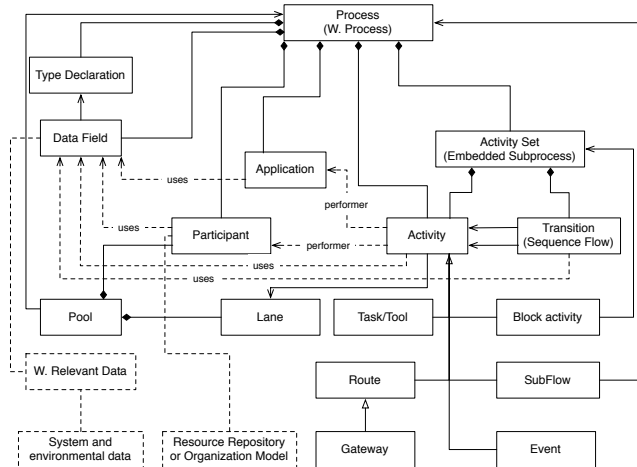 Process
(W. Process)
Type Declaration
Data Field
Activity Set
(Embedded Subprocess)
Application
uses
performer
uses
Participant
performer
Activity
Transition
(Sequence Flow)
uses
uses
Pool
Lane
Task/Tool
Block activity
W. Relevant Data
Route
SubFlow
System and
environmental data
Resource Repository
or Organization Model
Gateway
Event